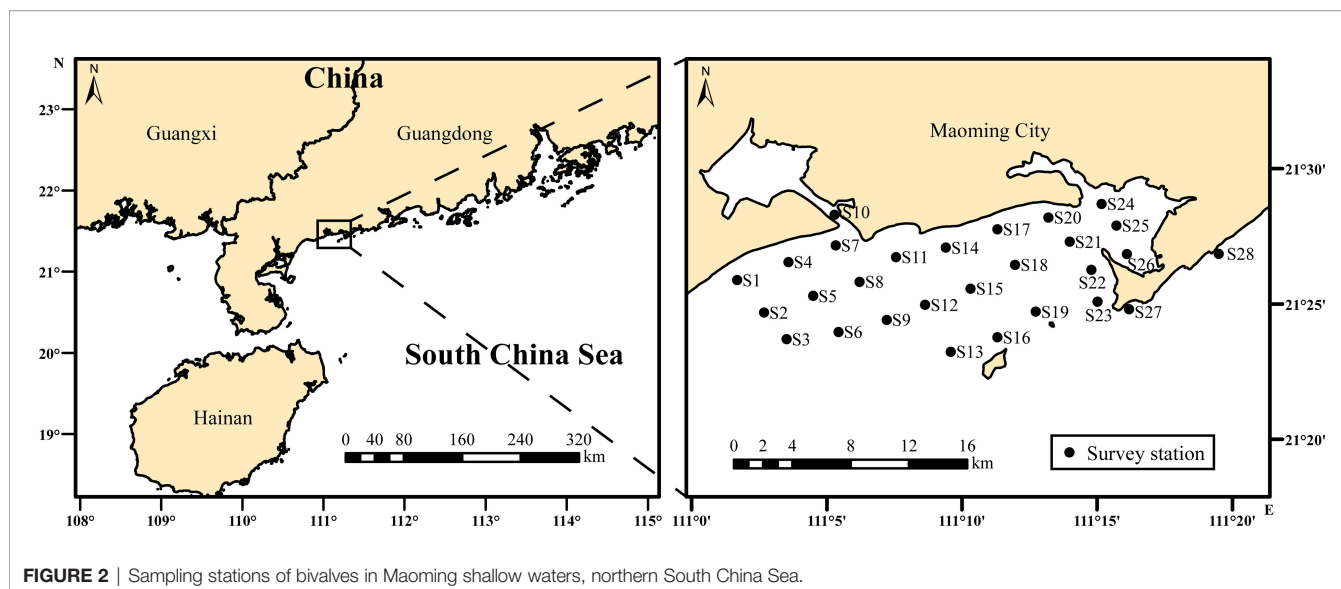 N
N
China
23°
Guangxi
Guangdong
22°
21°
20°
South China Sea
Hainan
19°
0 40 80 160 240 320
km
108° 109° 110° 111° 112° 113° 114° 115°
N
Maoming City
21°30'
S24
S10
S20
S25
S17
S7
S14
S21
S11
S26
S28
S4
S18
S22
S1
S8
S15
S5
S12
S23
S27
S2
S19
S9
S6
S16
S3
S13
21°25'
21°20'
0 2 4 8 12 16
km
Survey station
111°0' 111°5' 111°10' 111°15' 111°20'
E
FIGURE 2 | Sampling stations of bivalves in Maoming shallow waters, northern South China Sea.